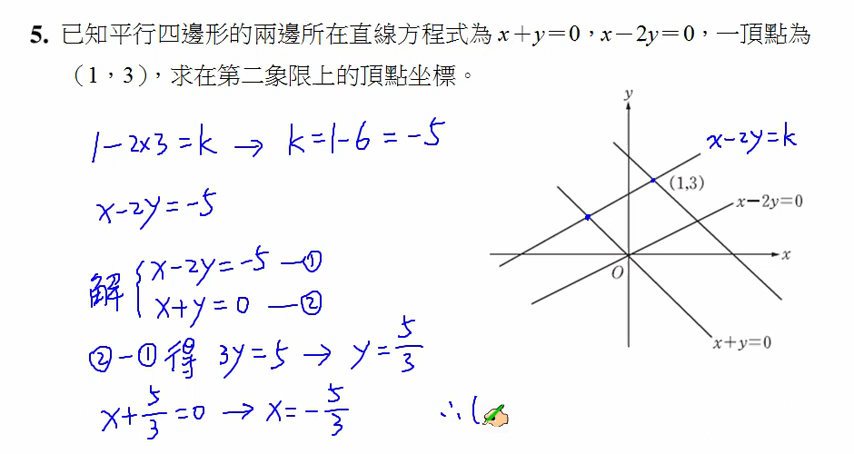 5. 已知平行四邊形的兩邊所在直線方程式為 x+y=0，x-2y=0，一頂點為
（1，3），求在第二象限上的頂點坐標。
1-2×3=k → k=1-6=-5
x-2y=-5
解 { x-2y=-5 —①
x+y=0 —②
②-①得 3y=5 → y=5/3
x+5/3=0 → x=-5/3 ∴(
y
x-2y=k
(1,3)
x-2y=0
x
O
x+y=0